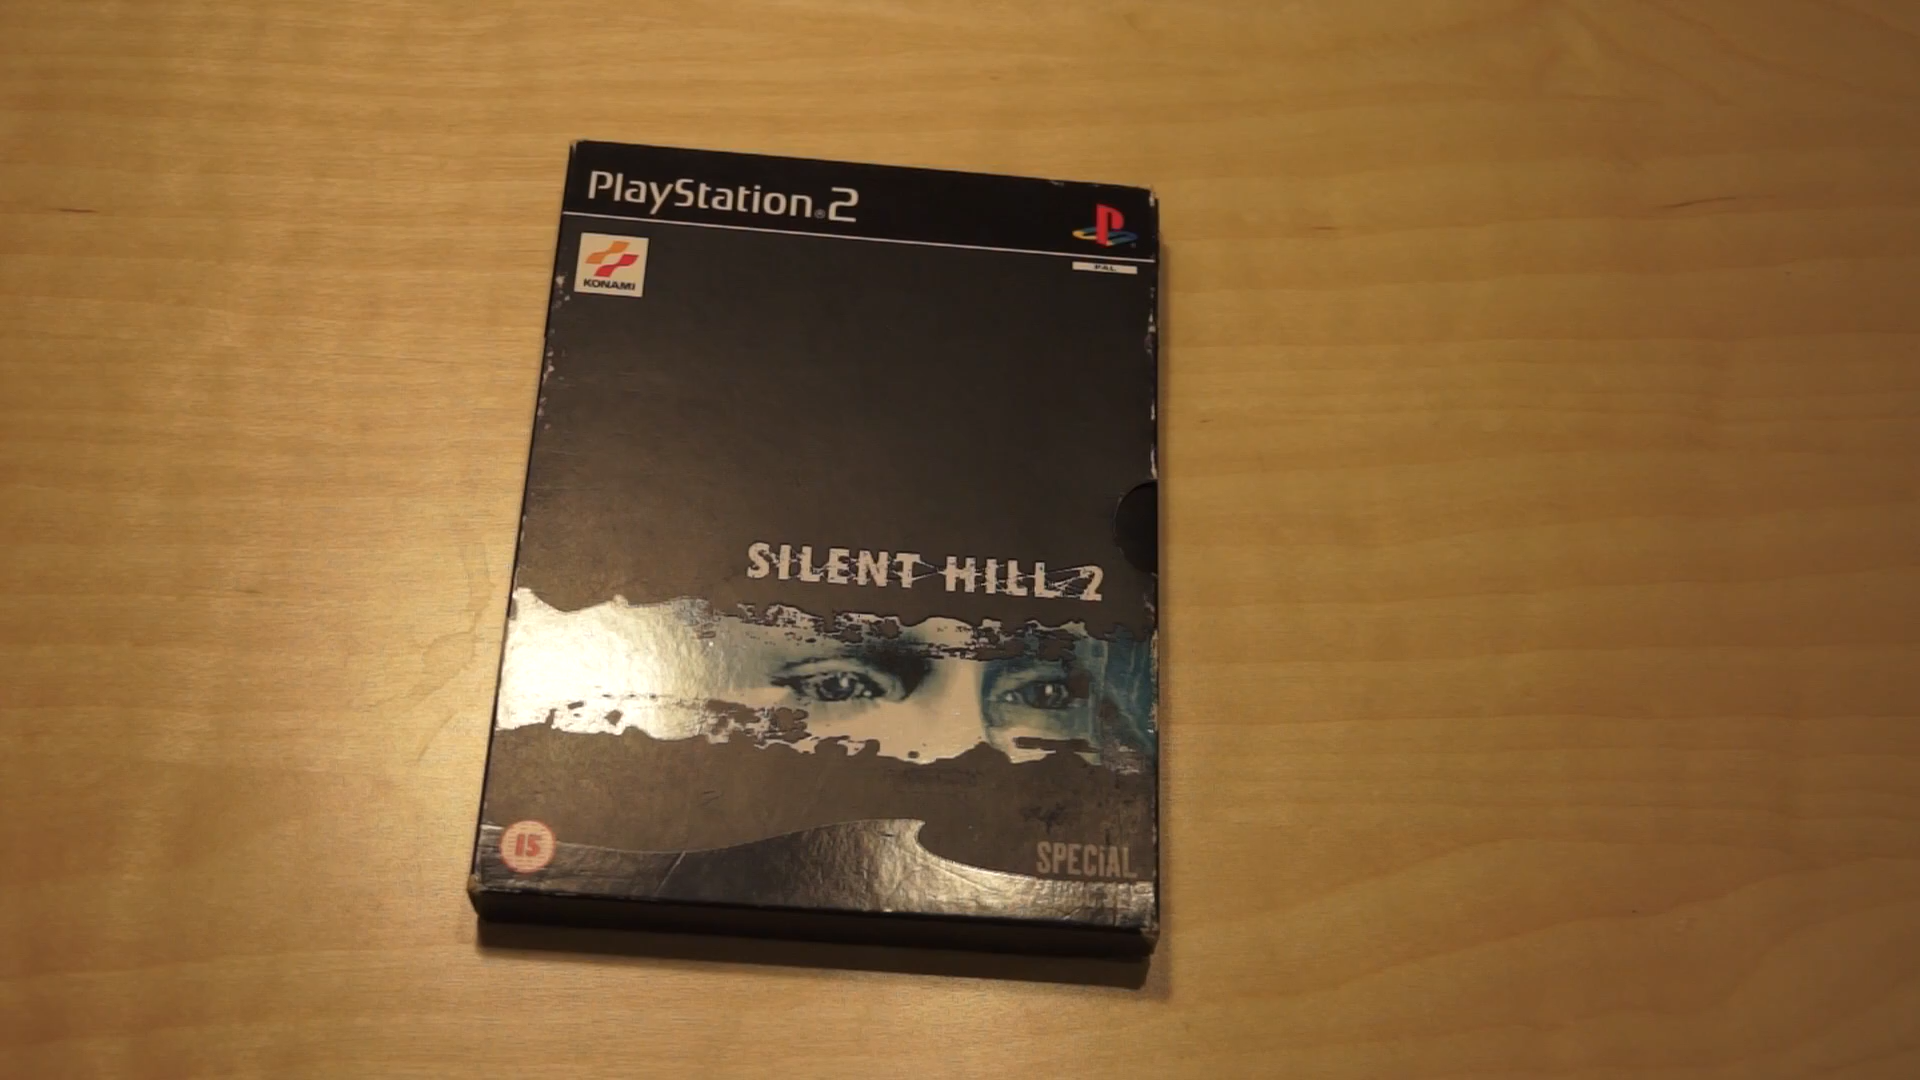 PlayStation®2
KONAMI
PAL
SILENT HILL 2
15
SPECIAL